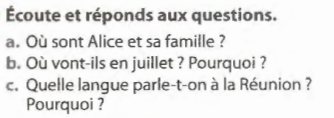 Écoute et réponds aux questions.
a. Où sont Alice et sa famille ?
b. Où vont-ils en juillet ? Pourquoi ?
c. Quelle langue parle-t-on à la Réunion ?
Pourquoi ?